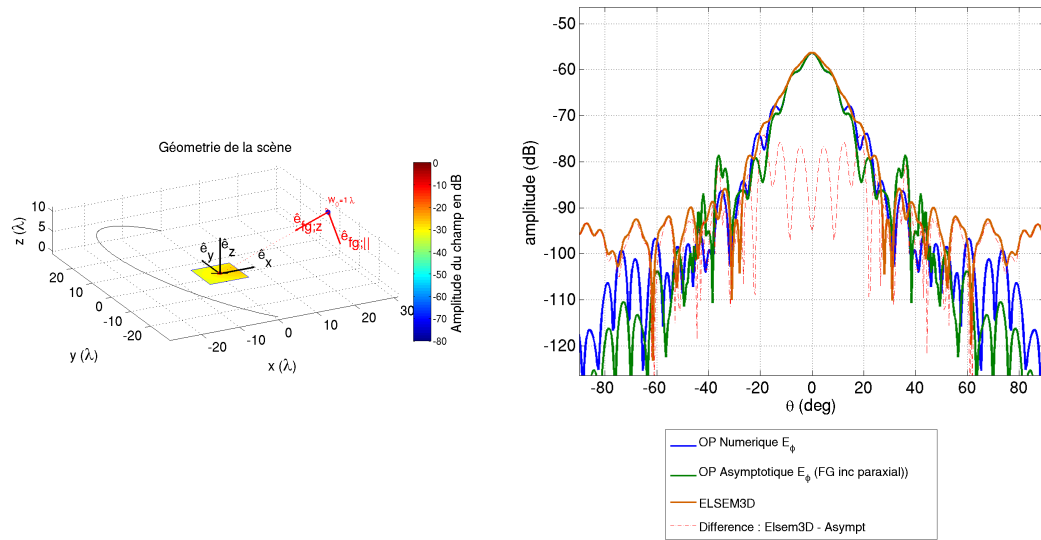 Géometrie de la scène
10
5
0
z (λ)
20
10
0
-10
-20
y (λ)
-20
-10
0
10
20
30
x (λ)
ê_y
ê_z
ê_x
W_0=1 λ
ê_fg;z
ê_fg;||
0
-10
-20
-30
-40
-50
-60
-70
-80
Amplitude du champ en dB
-50
-60
-70
-80
-90
-100
-110
-120
amplitude (dB)
-80 -60 -40 -20 0 20 40 60 80
θ (deg)
OP Numerique E_ϕ
OP Asymptotique E_ϕ (FG inc paraxial))
ELSEM3D
Difference : Elsem3D - Asympt